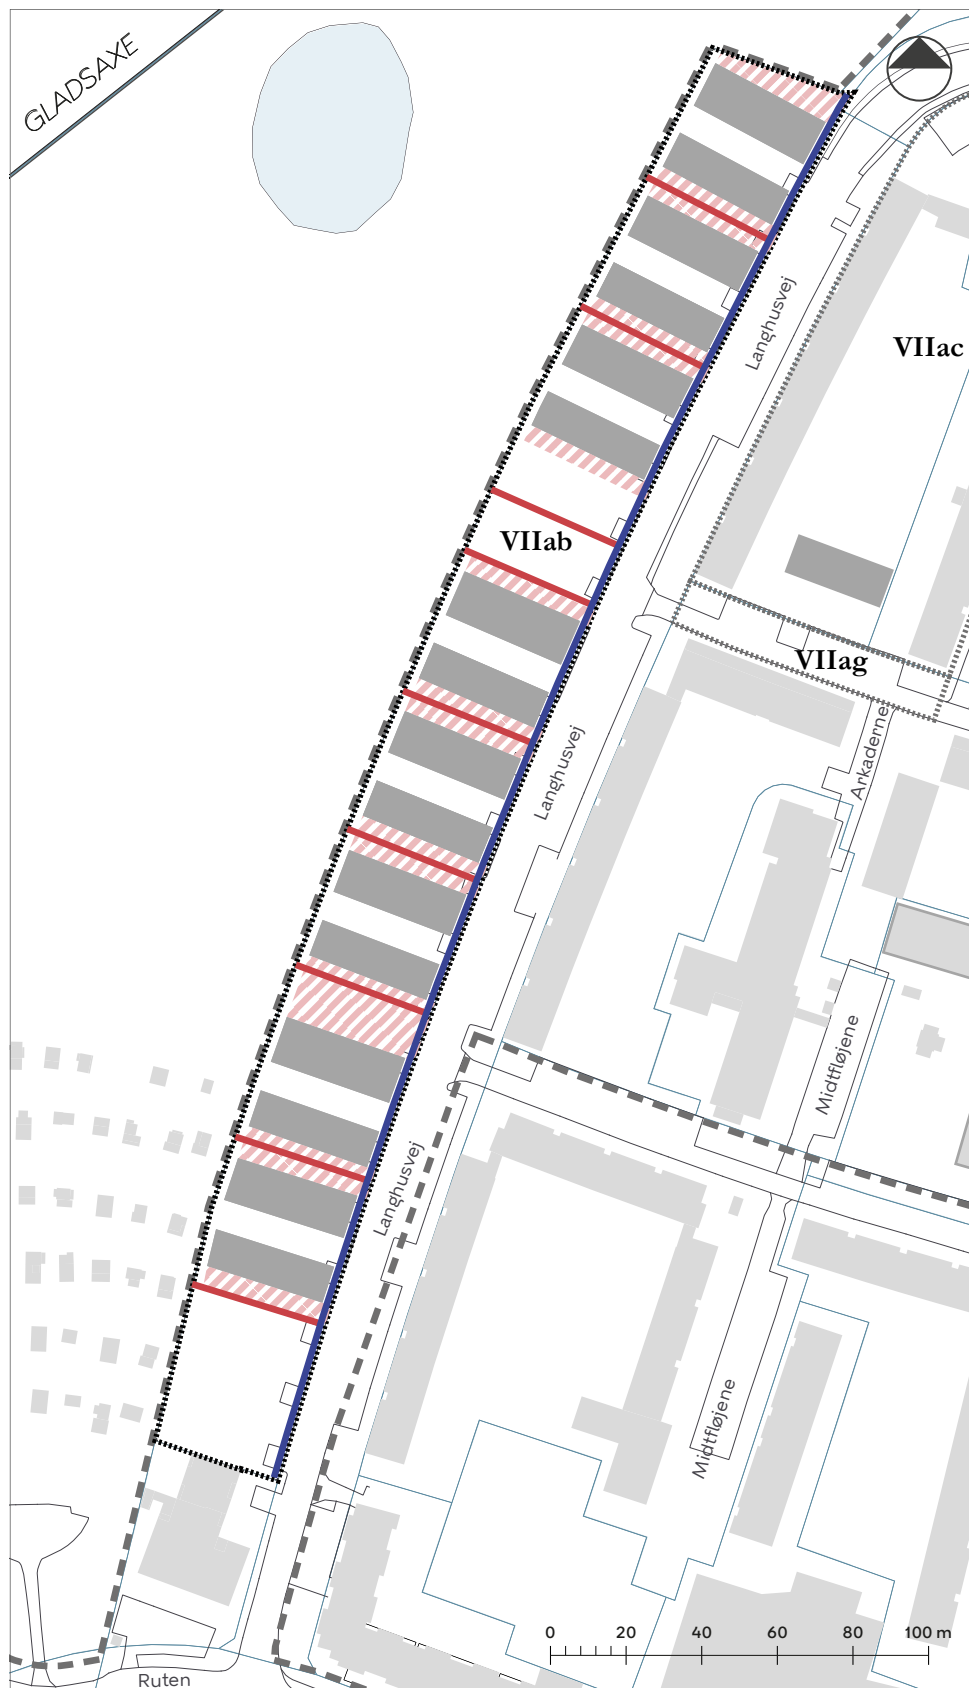 GLADSAXE
Langhusvej
VIIac
VIIab
VIIag
Langhusvej
Arkaderne
Midtfløjene
Langhusvej
Midtfløjene
0 20 40 60 80 100 m
Ruten